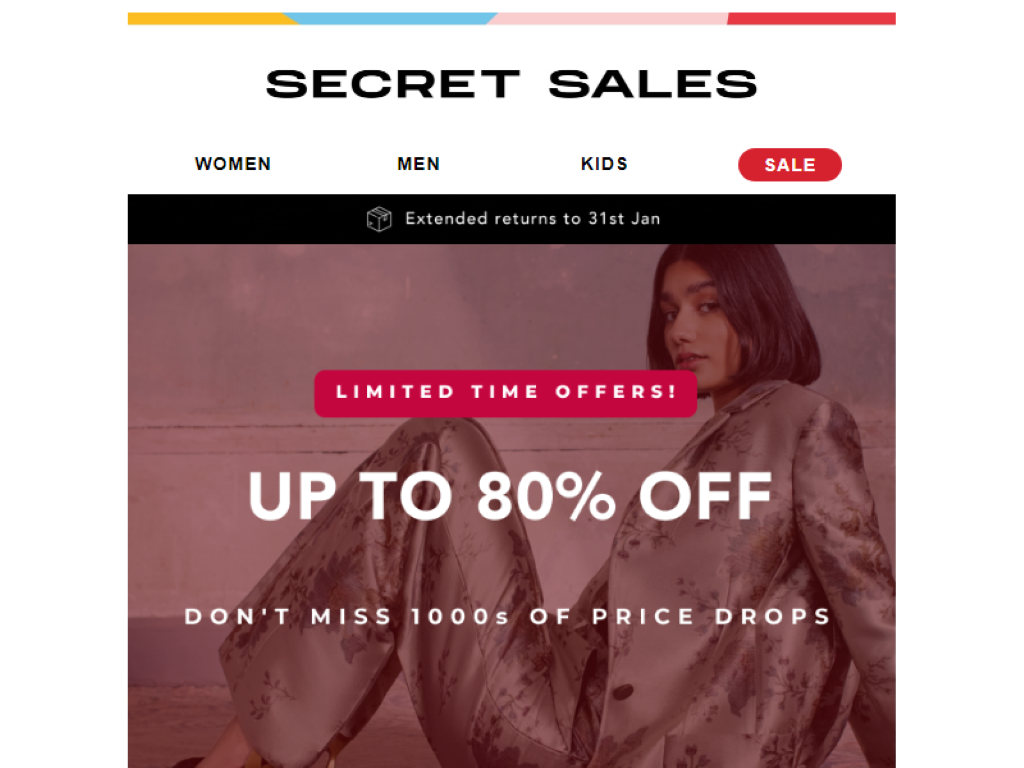 SECRET SALES
WOMEN MEN KIDS SALE
Extended returns to 31st Jan
LIMITED TIME OFFERS!
UP TO 80% OFF
DON'T MISS 1000s OF PRICE DROPS